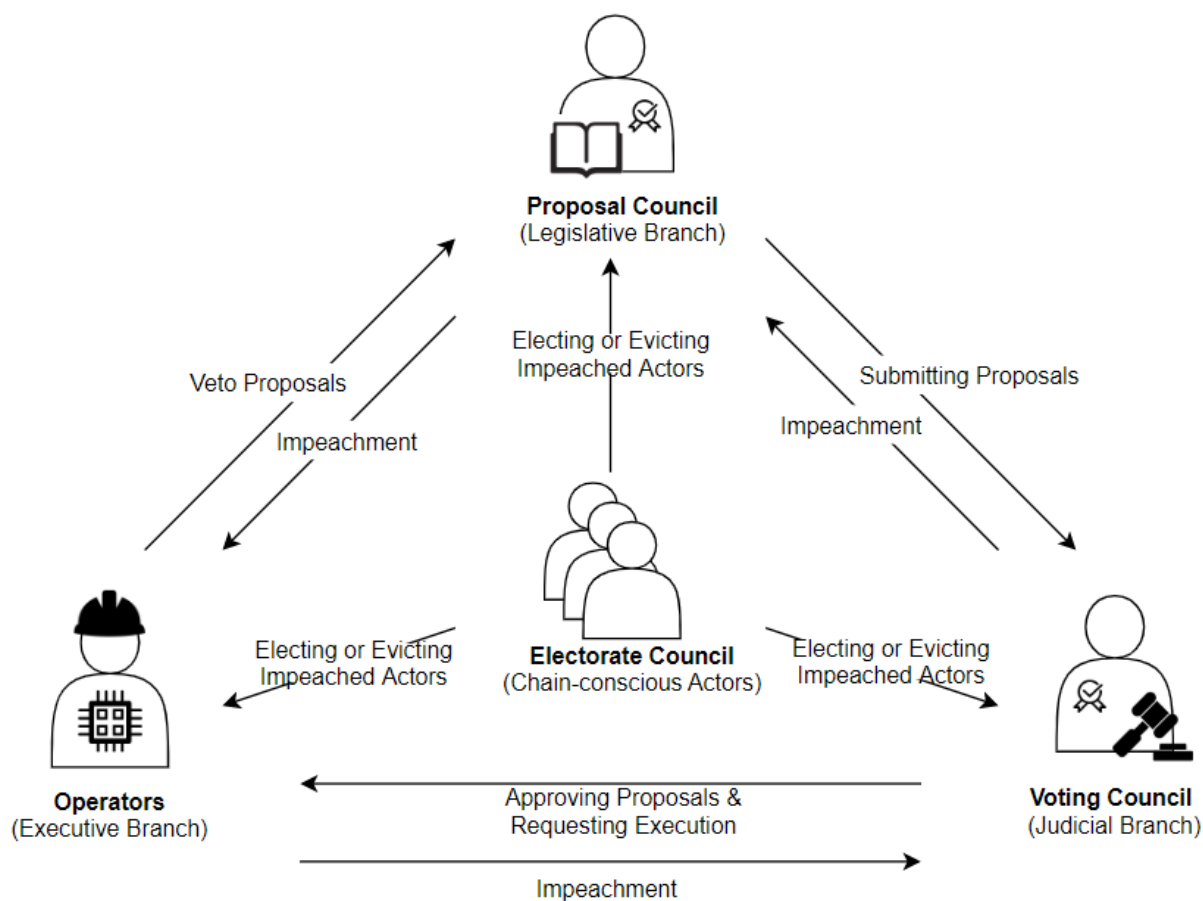 Proposal Council
(Legislative Branch)
Electing or Evicting
Impeached Actors
Veto Proposals
Submitting Proposals
Impeachment
Impeachment
Electing or Evicting
Impeached Actors
Electorate Council
(Chain-conscious Actors)
Electing or Evicting
Impeached Actors
Operators
(Executive Branch)
Approving Proposals &
Requesting Execution
Voting Council
(Judicial Branch)
Impeachment